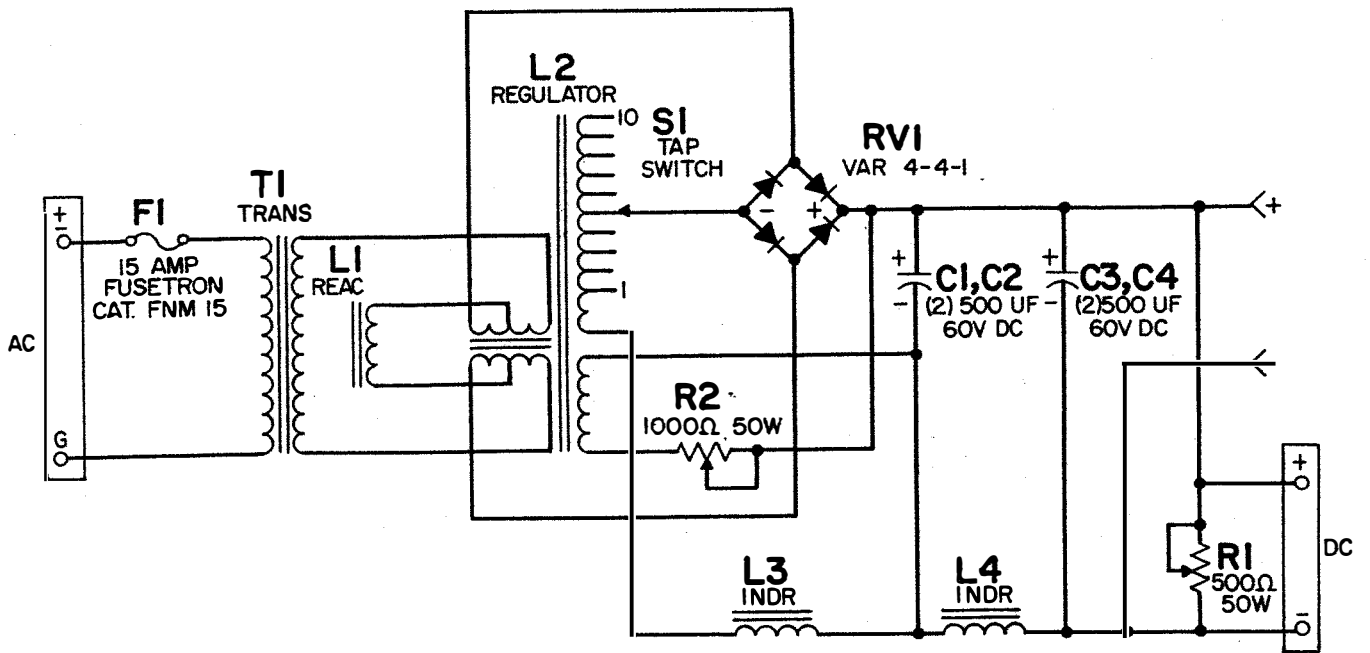 L2
REGULATOR
10
S1
TAP
SWITCH
RV1
VAR 4-4-1
- +
+
T1
TRANS
F1
15 AMP
FUSETRON
CAT. FNM 15
±
AC
G
L1
REAC
1
+
-
C1,C2
(2) 500 UF
60V DC
+
-
C3,C4
(2)500 UF
60V DC
R2
1000Ω 50W
+
DC
-
R1
500Ω
50W
L3
INDR
L4
INDR